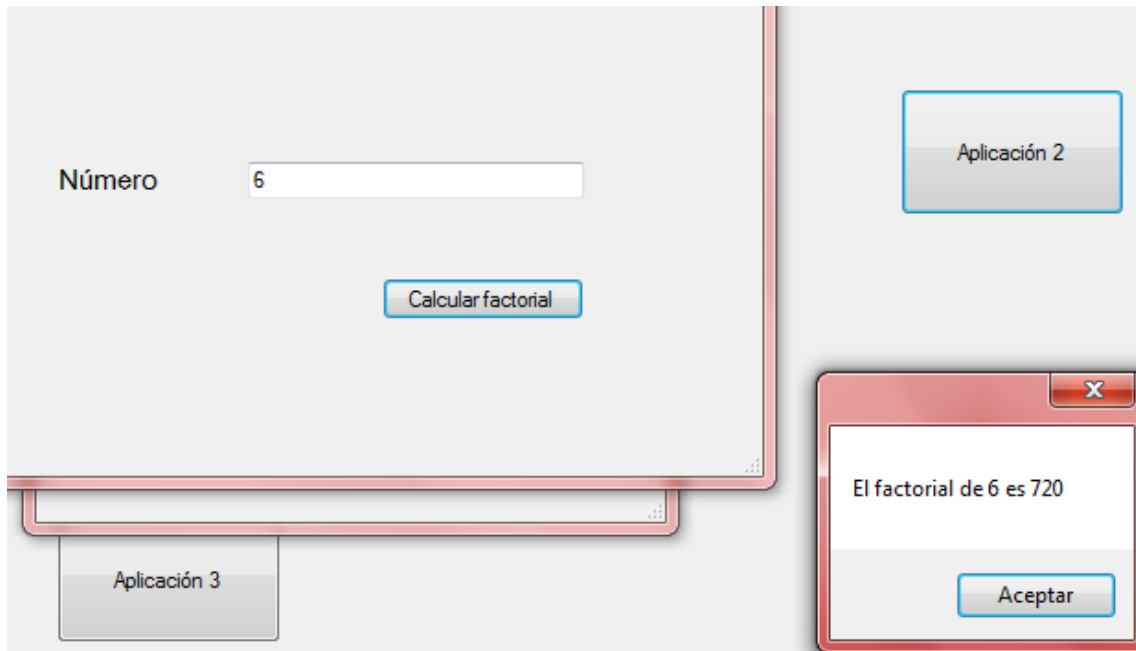 Aplicación 2
Número
6
Calcular factorial
El factorial de 6 es 720
Aplicación 3
Aceptar